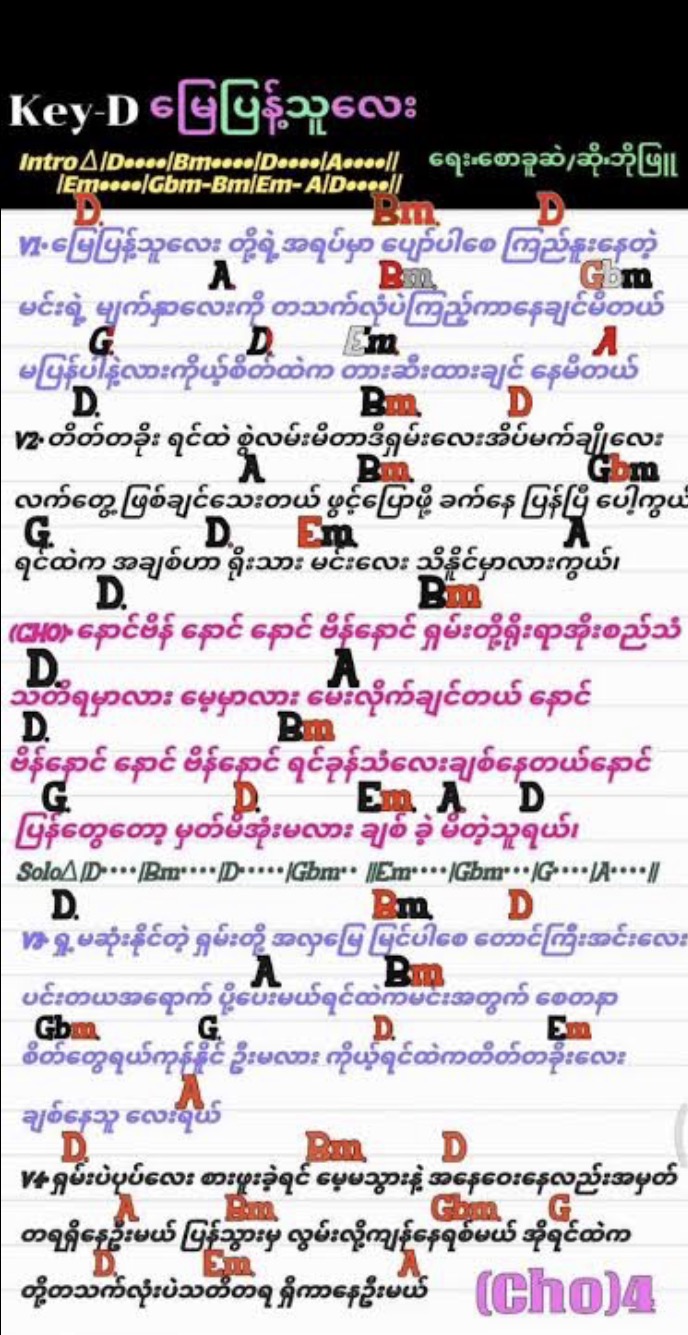 Key-D မြေပြန့်သူလေး
Intro△|D••••|Bm••••|D••••|A••••|| ရေး-စောခူဆဲ/ဆို-ဘိုဖြူ
|Em••••|Gbm-Bm|Em- A|D••••||
D. Bm. D
V1-မြေပြန့်သူလေး တို့ရဲ့အရပ်မှာ ပျော်ပါစေ ကြည်နူးနေတဲ့
A. Bm. Gbm
မင်းရဲ့ မျက်နှာလေးကို တသက်လုံပဲကြည့်ကာနေချင်မိတယ်
G. D. Em. A
မပြန်ပါနဲ့လားကိုယ့်စိတ်ထဲက တားဆီးထားချင် နေမိတယ်
D. Bm. D
V2-တိတ်တခိုး ရင်ထဲ စွဲလမ်းမိတာဒီရှမ်းလေးအိပ်မက်ချိုလေး
A Bm. Gbm
လက်တွေ့ ဖြစ်ချင်သေးတယ် ဖွင့်ပြောဖို့ ခက်နေ ပြန်ပြီ ပေါ့ကွယ်
G. D. Em. A
ရင်ထဲက အချစ်ဟာ ရိုးသား မင်းလေး သိနိုင်မှာလားကွယ်၊
D. Bm
(CHO)-နောင်ဗိန် နောင် နောင် ဗိန်နောင် ရှမ်းတို့ရိုးရာအိုးစည်သံ
D. A
သတိရမှာလား မေ့မှာလား မေးလိုက်ချင်တယ် နောင်
D. Bm
ဗိန်နောင် နောင် ဗိန်နောင် ရင်ခုန်သံလေးချစ်နေတယ်နောင်
G. D. Em. A D
ပြန်တွေတော့ မှတ်မိအုံးမလား ချစ် ခဲ့ မိတဲ့သူရယ်၊
Solo△|D····|Bm····|D·····|Gbm·· ||Em····|Gbm···|G····|A····||
D. Bm. D
V3-ရှု့မဆုံးနိုင်တဲ့ ရှမ်းတို့ အလှမြေ မြင်ပါစေ တောင်ကြီးအင်းလေး
A Bm
ပင်းတယအရောက် ပို့ပေးမယ်ရင်ထဲကမင်းအတွက် စေတနာ
Gbm. G. D. Em
စိတ်တွေရယ်ကုန်နိုင် ဦးမလား ကိုယ့်ရင်ထဲကတိတ်တခိုးလေး
A
ချစ်နေသူ လေးရယ်
D. Bm. D
V4-ရှမ်းပဲပုပ်လေး စားဖူးခဲ့ရင် မေ့မသွားနဲ့ အနေဝေးနေလည်းအမှတ်
A Bm. Gbm. G
တရရှိနေဦးမယ် ပြန်သွားမှ လွမ်းလို့ကျန်နေရစ်မယ် အိုရင်ထဲက
D. Em. A
တို့တသက်လုံးပဲသတိတရ ရှိကာနေဦးမယ် (Cho)4